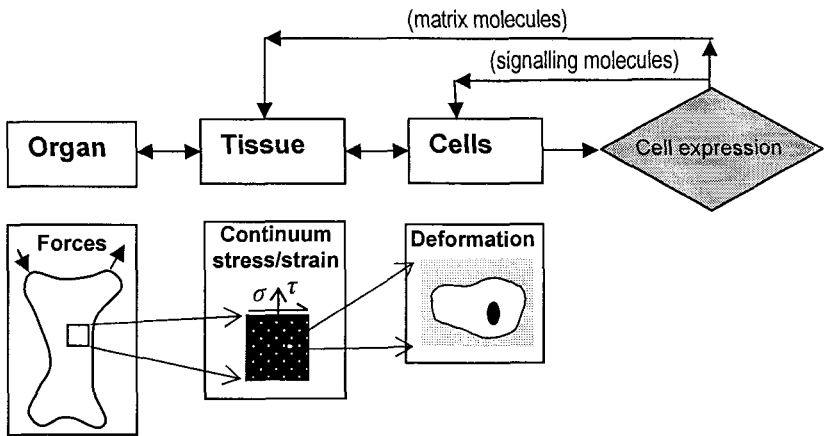 (matrix molecules)
(signalling molecules)
Organ
Tissue
Cells
Cell expression
Forces
Continuum
stress/strain
σ τ
Deformation